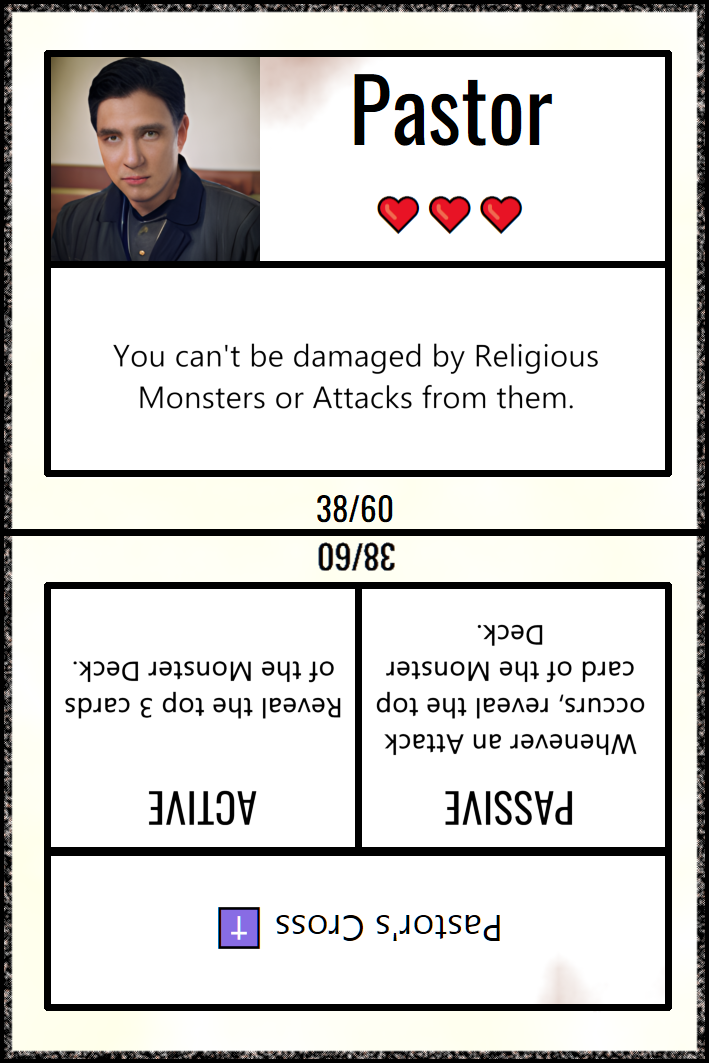 Pastor
You can't be damaged by Religious
Monsters or Attacks from them.
38/60
38/60
Pastor's Cross
PASSIVE
Whenever an Attack
occurs, reveal the top
card of the Monster
Deck.
ACTIVE
Reveal the top 3 cards
of the Monster Deck.